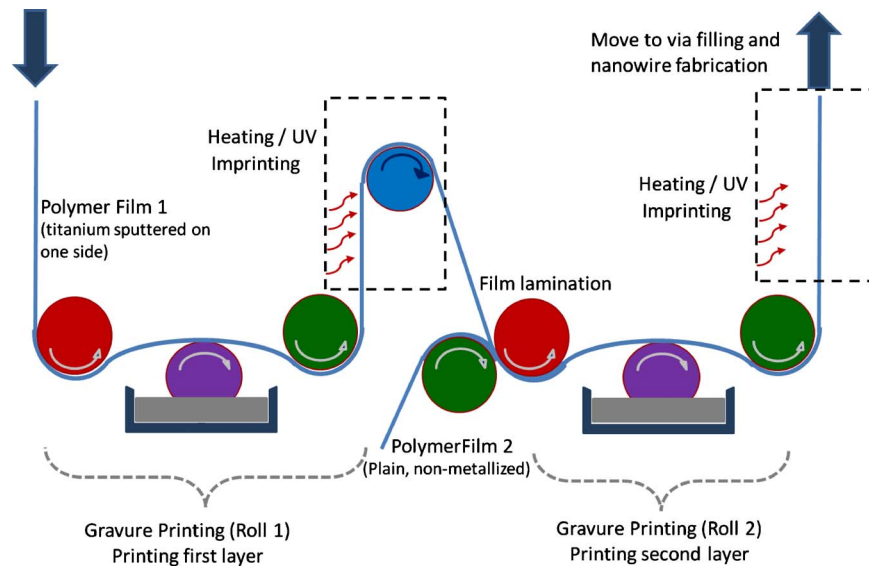 Move to via filling and
nanowire fabrication
Heating / UV
Imprinting
Polymer Film 1
(titanium sputtered on
one side)
Heating / UV
Imprinting
Film lamination
PolymerFilm 2
(Plain, non-metallized)
Gravure Printing (Roll 1)
Printing first layer
Gravure Printing (Roll 2)
Printing second layer